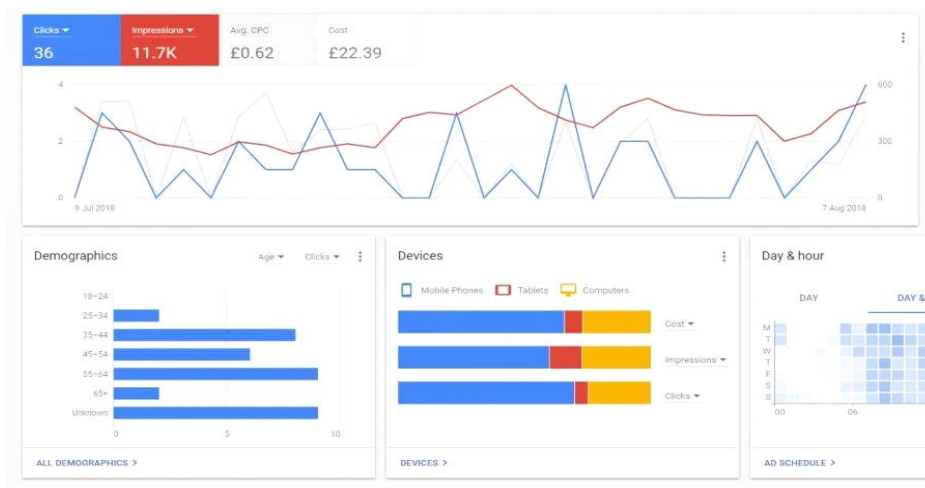 Clicks Impressions Avg. CPC Cost
36 11.7K £0.62 £22.39
4 600
2 300
0 0
9 Jul 2018 7 Aug 2018
Demographics Age Clicks
18–24
25–34
35–44
45–54
55–64
65+
Unknown
0 5 10
ALL DEMOGRAPHICS >
Devices
Mobile Phones Tablets Computers
Cost
Impressions
Clicks
DEVICES >
Day & hour
DAY DAY &
M
T
W
T
F
S
S
00 06
AD SCHEDULE >